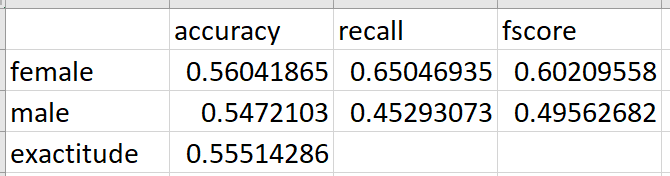 accuracy recall fscore
female 0.56041865 0.65046935 0.60209558
male 0.5472103 0.45293073 0.49562682
exactitude 0.55514286